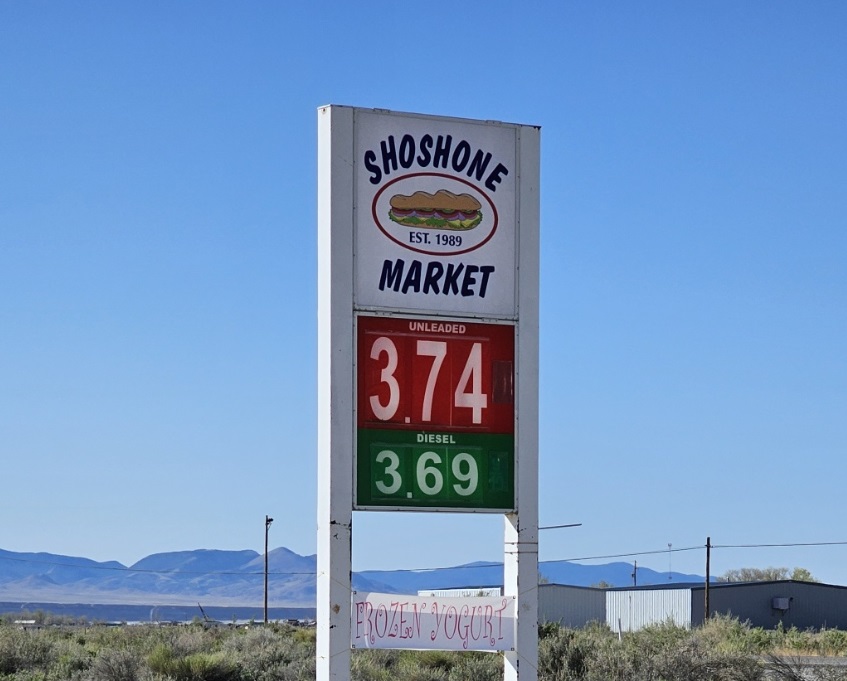 SHOSHONE
EST. 1989
MARKET
UNLEADED
3.74
DIESEL
3.69
FROZEN YOGURT